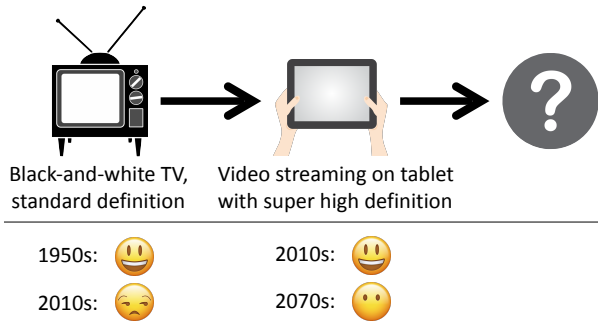 ?
Black-and-white TV,
standard definition
Video streaming on tablet
with super high definition
1950s:
2010s:
2010s:
2070s: